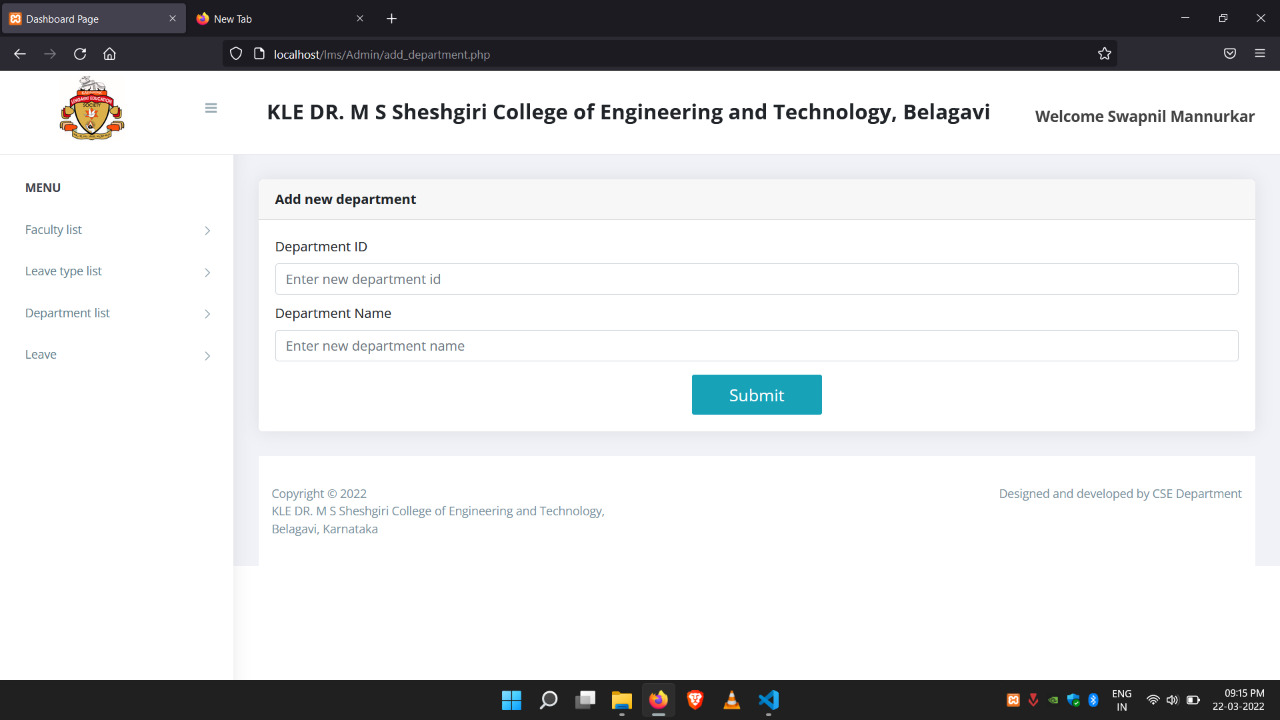 Dashboard Page
New Tab
localhost/lms/Admin/add_department.php
KLE DR. M S Sheshgiri College of Engineering and Technology, Belagavi
Welcome Swapnil Mannurkar
MENU
Faculty list
Leave type list
Department list
Leave
Add new department
Department ID
Enter new department id
Department Name
Enter new department name
Submit
Copyright © 2022
KLE DR. M S Sheshgiri College of Engineering and Technology,
Belagavi, Karnataka
Designed and developed by CSE Department
ENG
IN
09:15 PM
22-03-2022